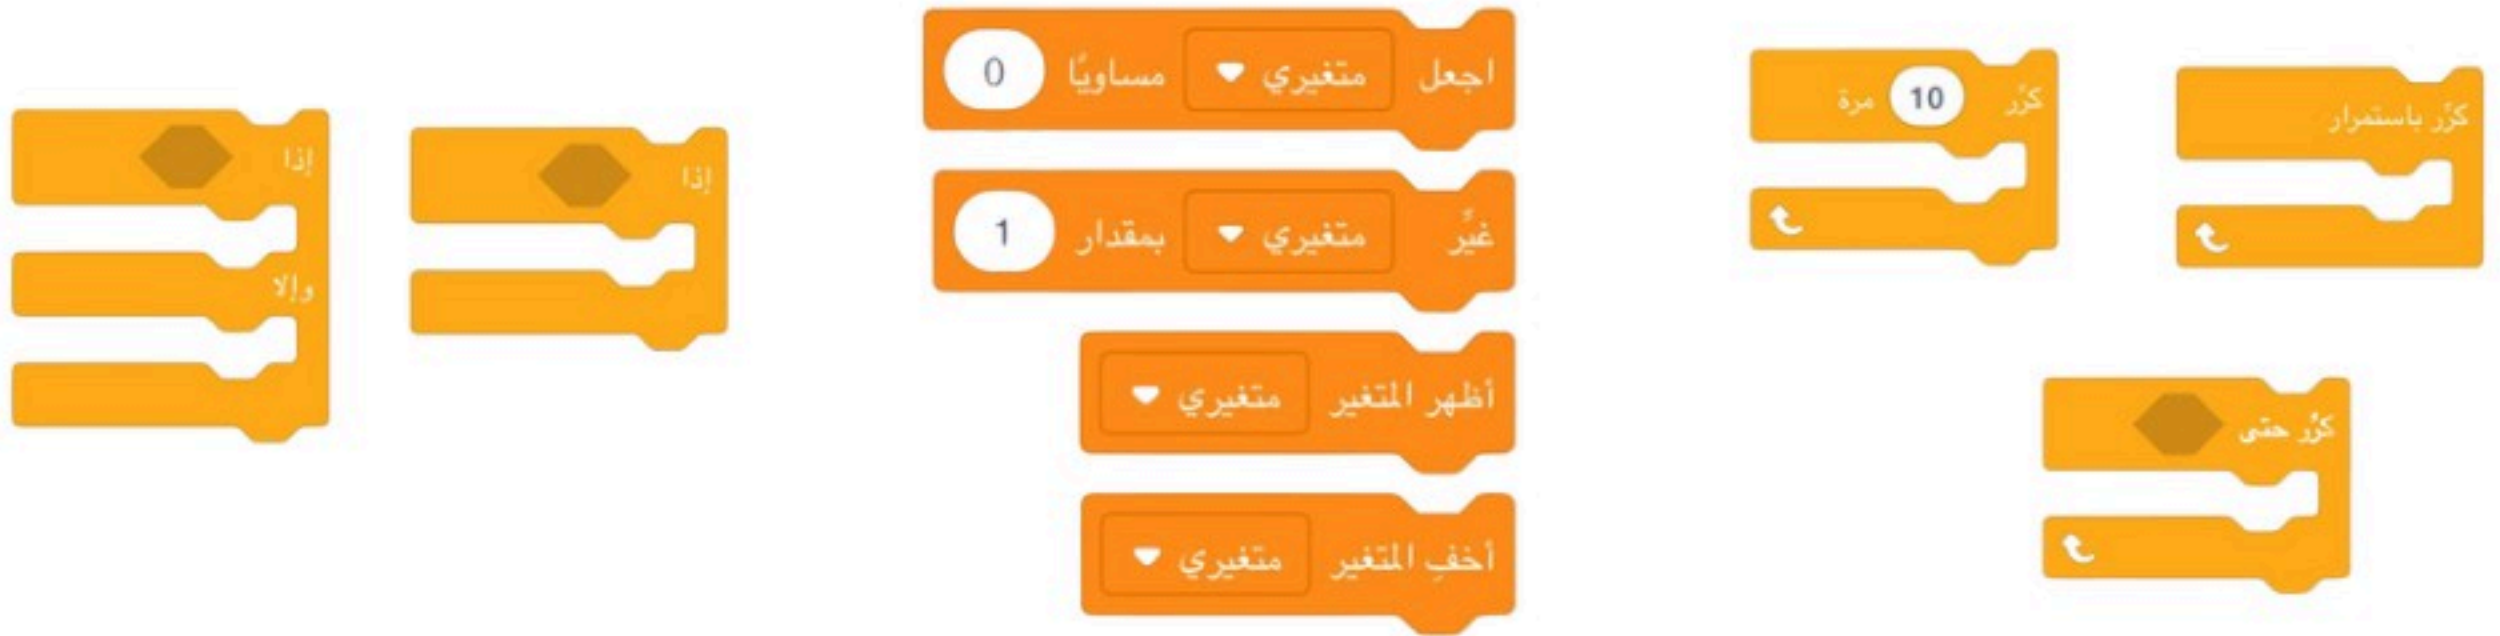 كرِّر باستمرار
كرِّر 10 مرة
كرِّر حتى
اجعل متغيري مساويًا 0
غيِّر متغيري بمقدار 1
أظهر المتغير متغيري
أخفِ المتغير متغيري
إذا
إذا
وإلا